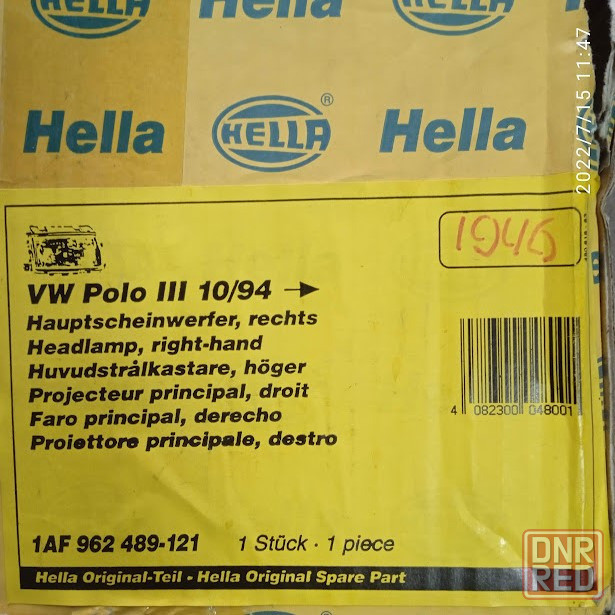 HELLA Hella HELLA
Hella HELLA® Hella
2022/7/15 11:47
VW Polo III 10/94 →
Hauptscheinwerfer, rechts
Headlamp, right-hand
Huvudstrålkastare, höger
Projecteur principal, droit
Faro principal, derecho
Proiettore principale, destro
4 082300 048001
1AF 962 489-121 1 Stück · 1 piece
Hella Original-Teil - Hella Original Spare Part
DNR
RED